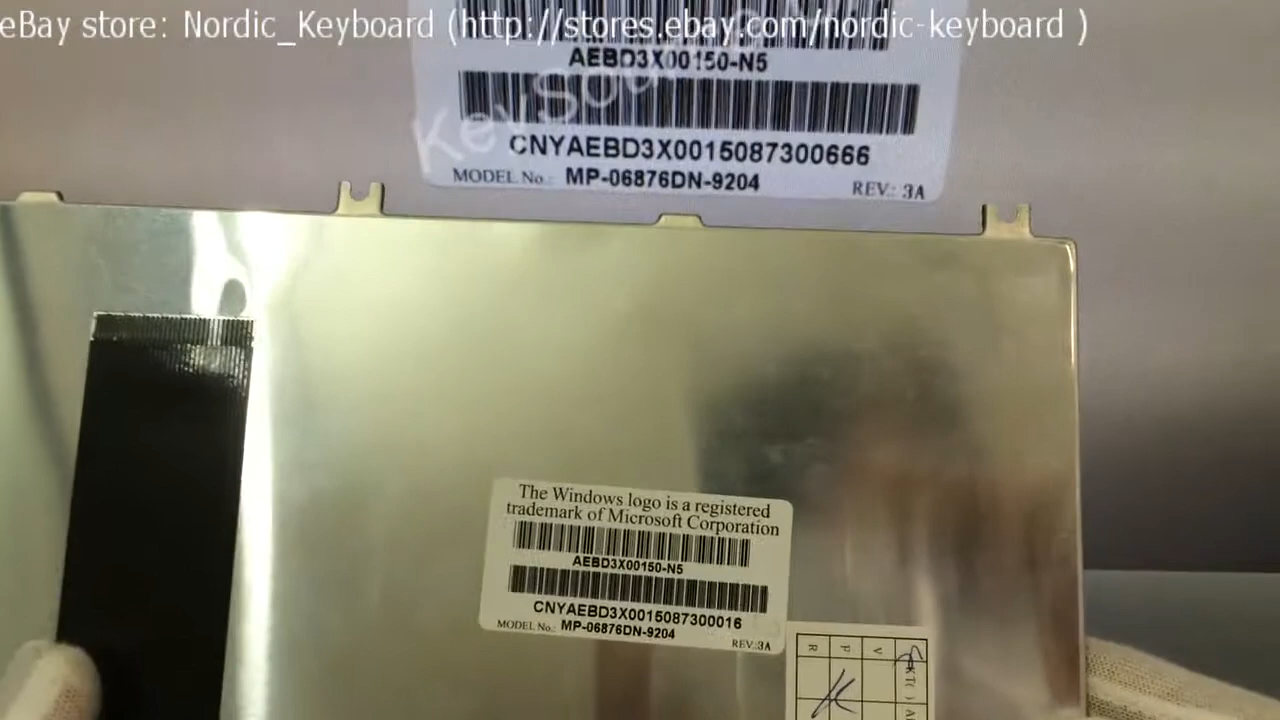 eBay store: Nordic_Keyboard (http://stores.ebay.com/nordic-keyboard )
AEBD3X00150-N5
CNYAEBD3X0015087300666
MODEL No.: MP-06876DN-9204 REV.: 3A
The Windows logo is a registered
trademark of Microsoft Corporation
AEBD3X00150-N5
CNYAEBD3X0015087300016
MODEL No.: MP-06876DN-9204
REV.:3A
R P V